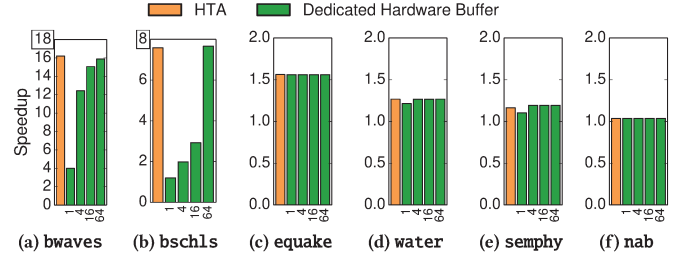 HTA Dedicated Hardware Buffer
Speedup
18
16
14
12
10
8
6
4
2
0
1 4 16 64
(a) bwaves
8
6
4
2
0
1 4 16 64
(b) bschls
2.0
1.5
1.0
0.5
0.0
1 4 16 64
(c) equake
2.0
1.5
1.0
0.5
0.0
1 4 16 64
(d) water
2.0
1.5
1.0
0.5
0.0
1 4 16 64
(e) semphy
2.0
1.5
1.0
0.5
0.0
1 4 16 64
(f) nab